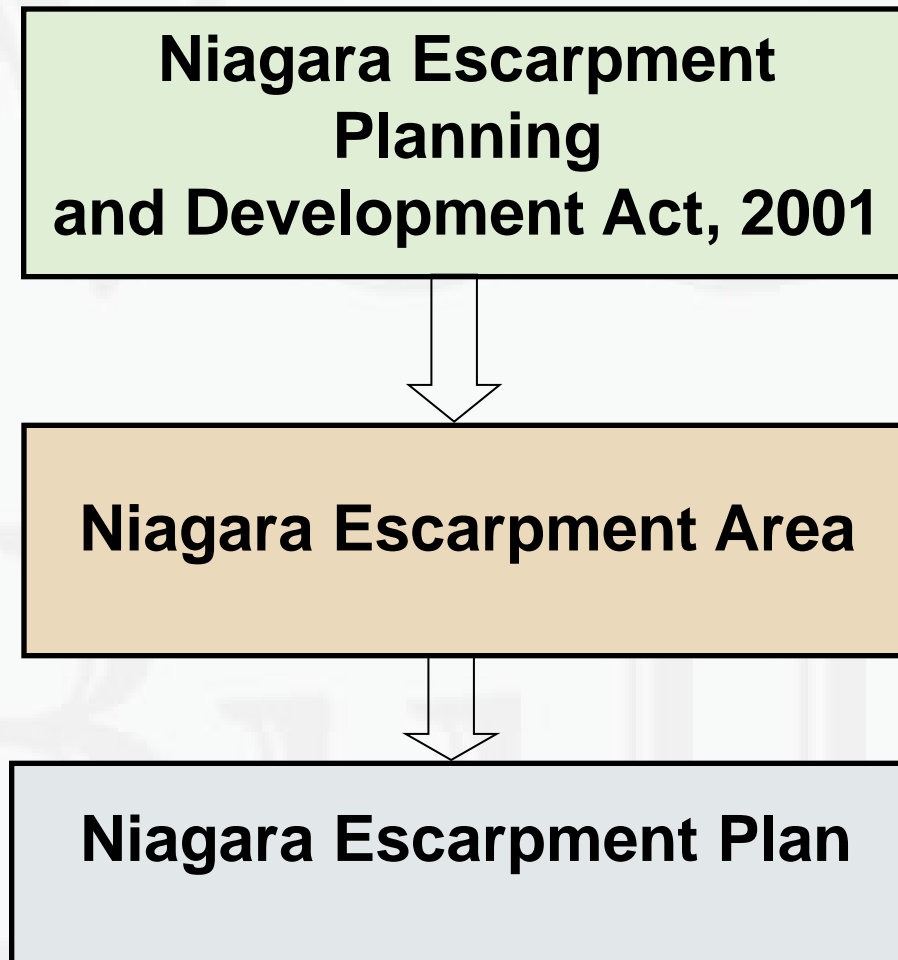 Niagara Escarpment
Planning
and Development Act, 2001
Niagara Escarpment Area
Niagara Escarpment Plan